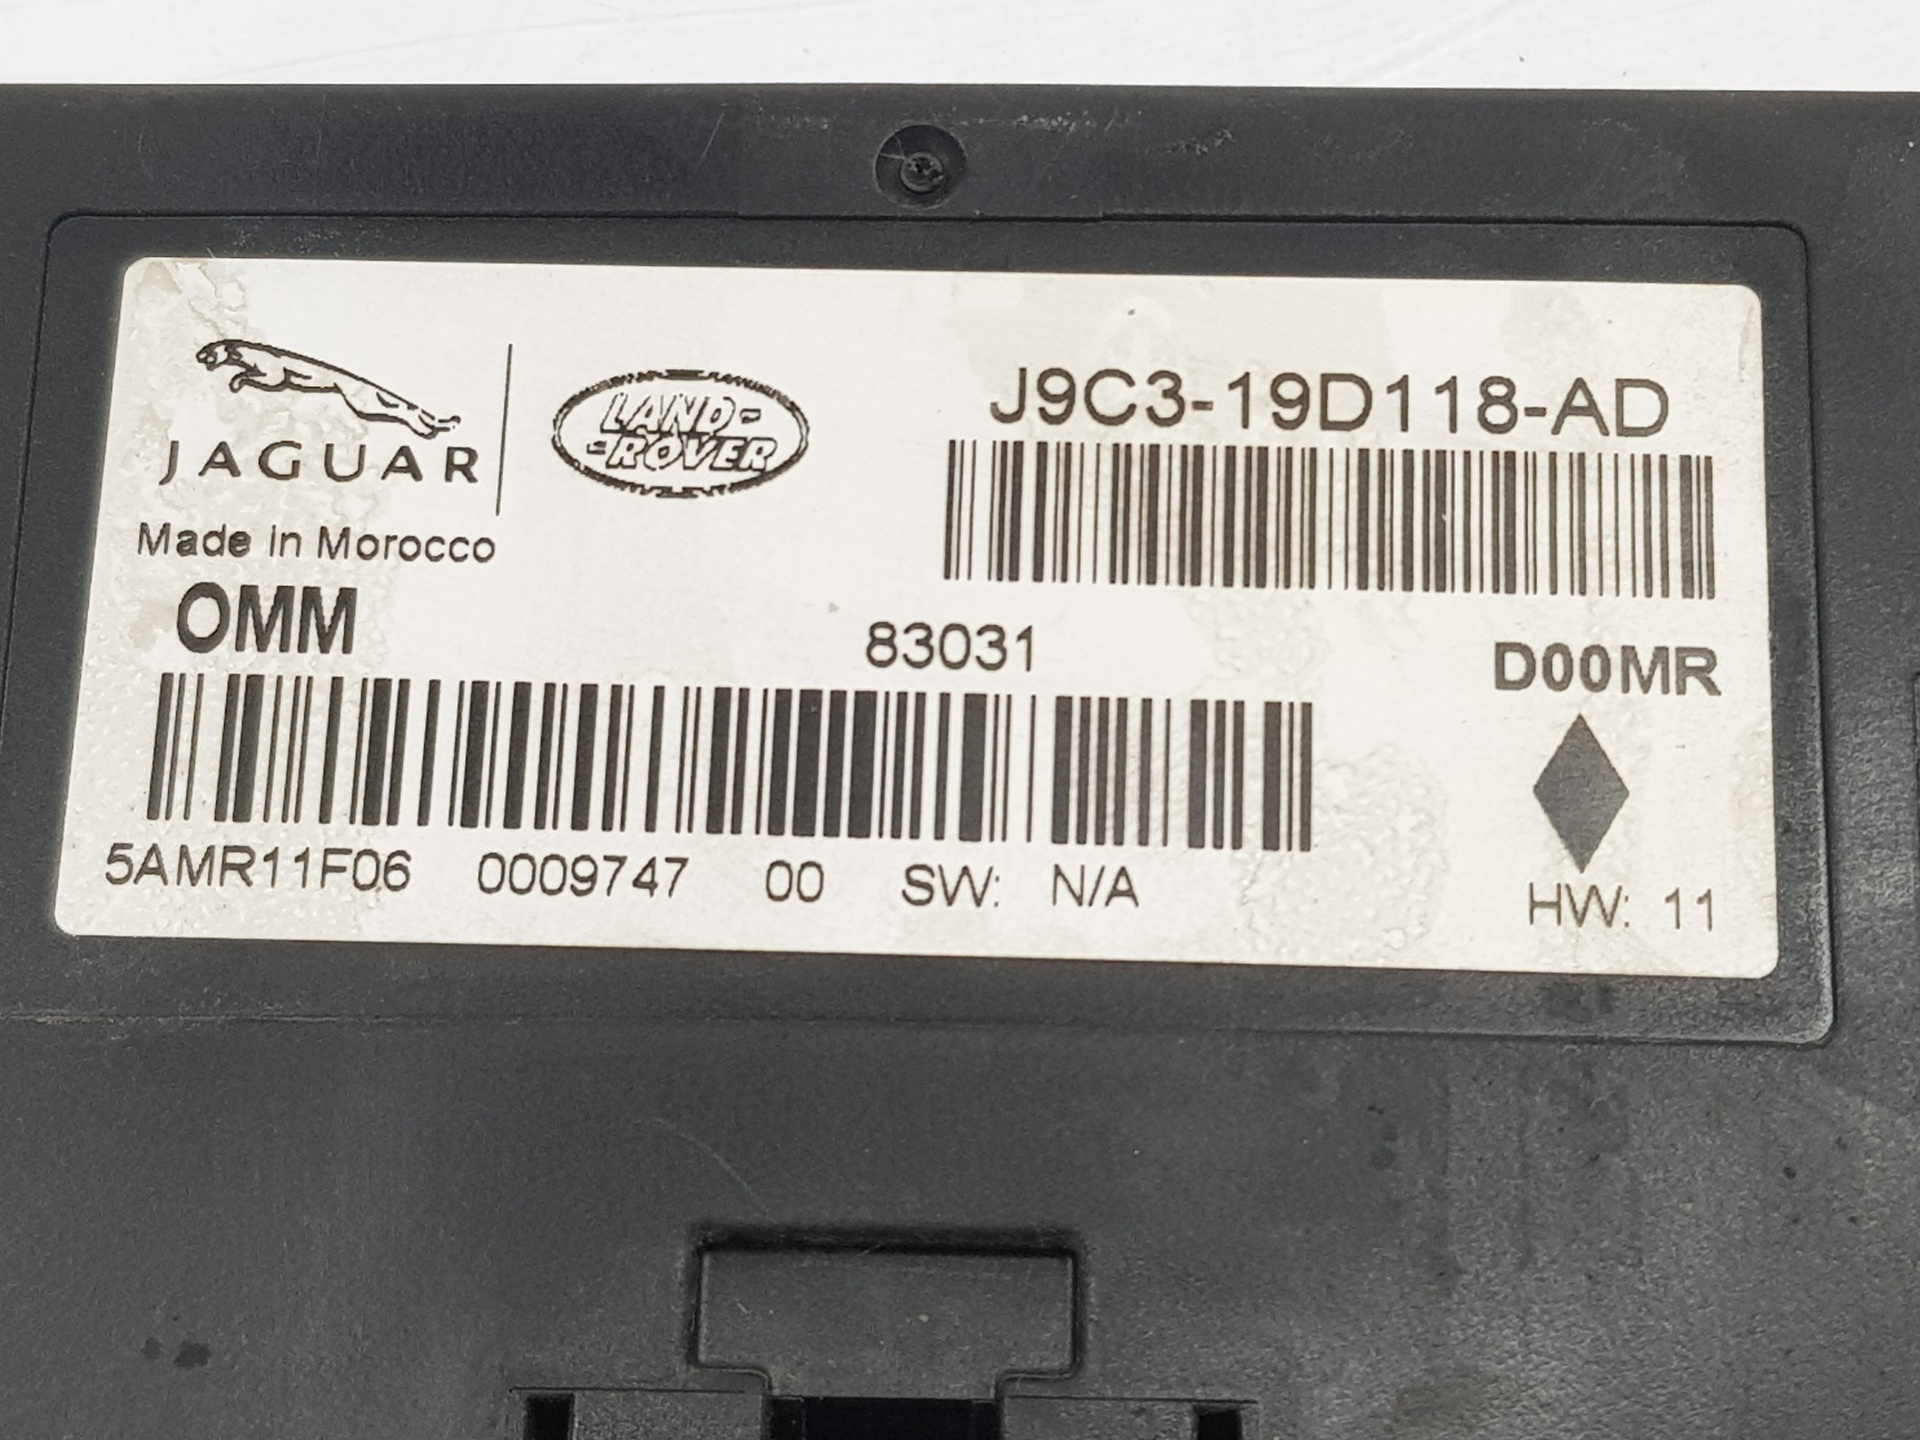 JAGUAR
LAND-
-ROVER
J9C3-19D118-AD
Made in Morocco
OMM
83031
D00MR
5AMR11F06 0009747 00 SW: N/A
HW: 11